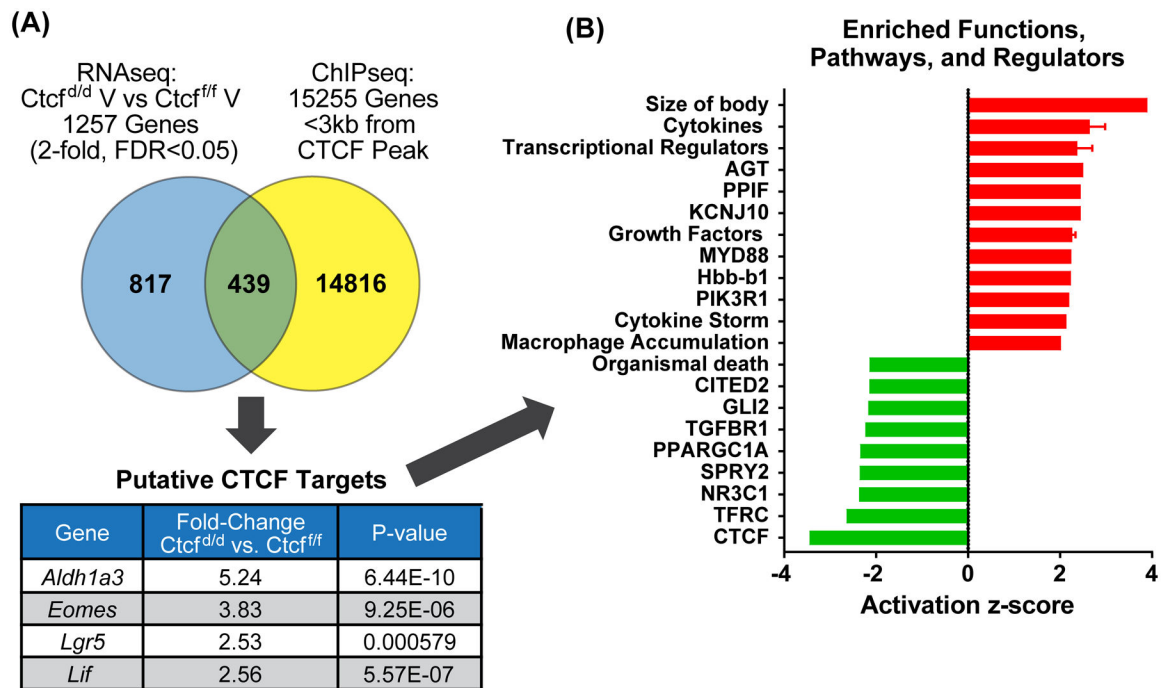 (A)
RNAseq:
Ctcfd/d V vs Ctcff/f V
1257 Genes
(2-fold, FDR<0.05)
ChIPseq:
15255 Genes
<3kb from
CTCF Peak
817
439
14816
Putative CTCF Targets
Gene
Fold-Change
Ctcfd/d vs. Ctcff/f
P-value
Aldh1a3 5.24 6.44E-10
Eomes 3.83 9.25E-06
Lgr5 2.53 0.000579
Lif 2.56 5.57E-07
(B)
Enriched Functions,
Pathways, and Regulators
Size of body
Cytokines
Transcriptional Regulators
AGT
PPIF
KCNJ10
Growth Factors
MYD88
Hbb-b1
PIK3R1
Cytokine Storm
Macrophage Accumulation
Organismal death
CITED2
GLI2
TGFBR1
PPARGC1A
SPRY2
NR3C1
TFRC
CTCF
-4 -2 0 2 4
Activation z-score